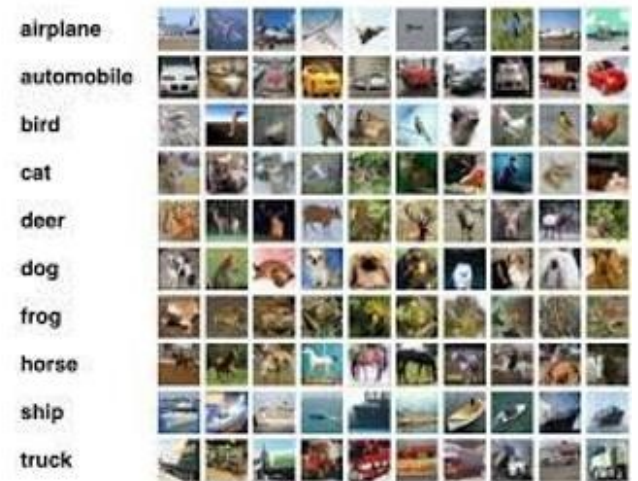 airplane
automobile
bird
cat
deer
dog
frog
horse
ship
truck